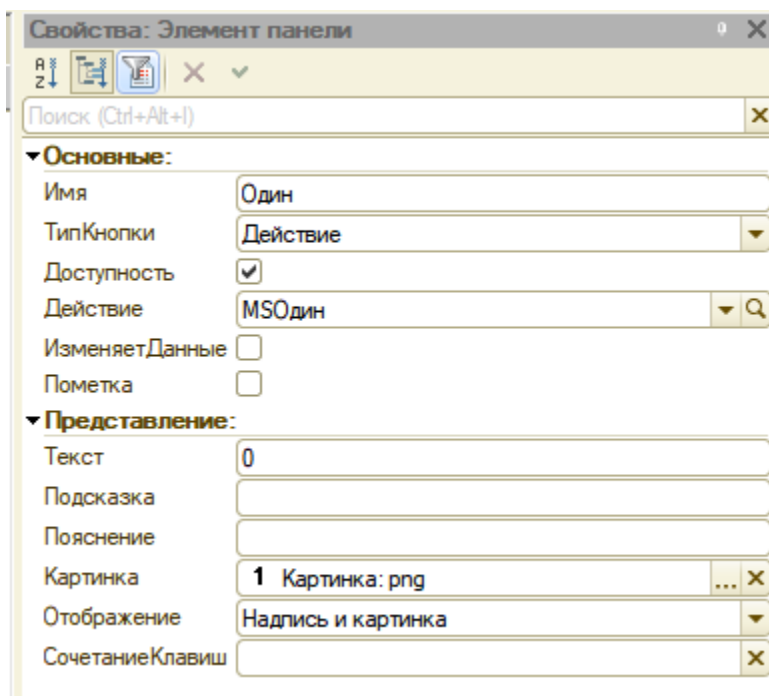 Свойства: Элемент панели
Поиск (Ctrl+Alt+I)
Основные:
Имя Один
ТипКнопки Действие
Доступность
Действие MSОдин
ИзменяетДанные
Пометка
Представление:
Текст 0
Подсказка
Пояснение
Картинка 1 Картинка: png ...
Отображение Надпись и картинка
СочетаниеКлавиш